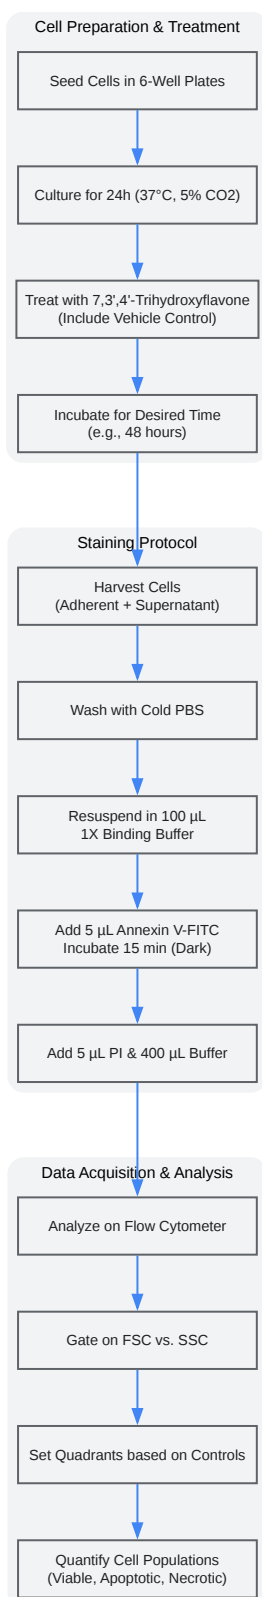 Cell Preparation & Treatment
Seed Cells in 6-Well Plates
Culture for 24h (37°C, 5% CO2)
Treat with 7,3',4'-Trihydroxyflavone
(Include Vehicle Control)
Incubate for Desired Time
(e.g., 48 hours)
Staining Protocol
Harvest Cells
(Adherent + Supernatant)
Wash with Cold PBS
Resuspend in 100 µL
1X Binding Buffer
Add 5 µL Annexin V-FITC
Incubate 15 min (Dark)
Add 5 µL PI & 400 µL Buffer
Data Acquisition & Analysis
Analyze on Flow Cytometer
Gate on FSC vs. SSC
Set Quadrants based on Controls
Quantify Cell Populations
(Viable, Apoptotic, Necrotic)